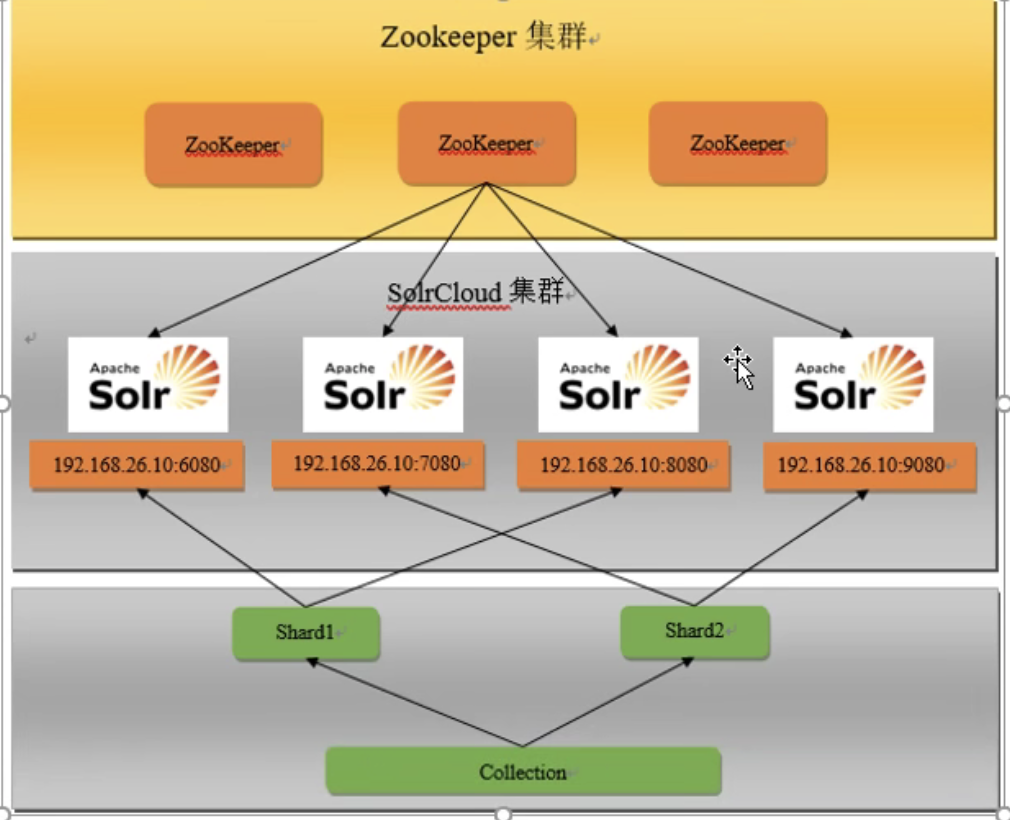 Zookeeper 集群
ZooKeeper
ZooKeeper
ZooKeeper
SolrCloud 集群
Apache
Solr
Apache
Solr
Apache
Solr
Apache
Solr
192.168.26.10:6080
192.168.26.10:7080
192.168.26.10:8080
192.168.26.10:9080
Shard1
Shard2
Collection